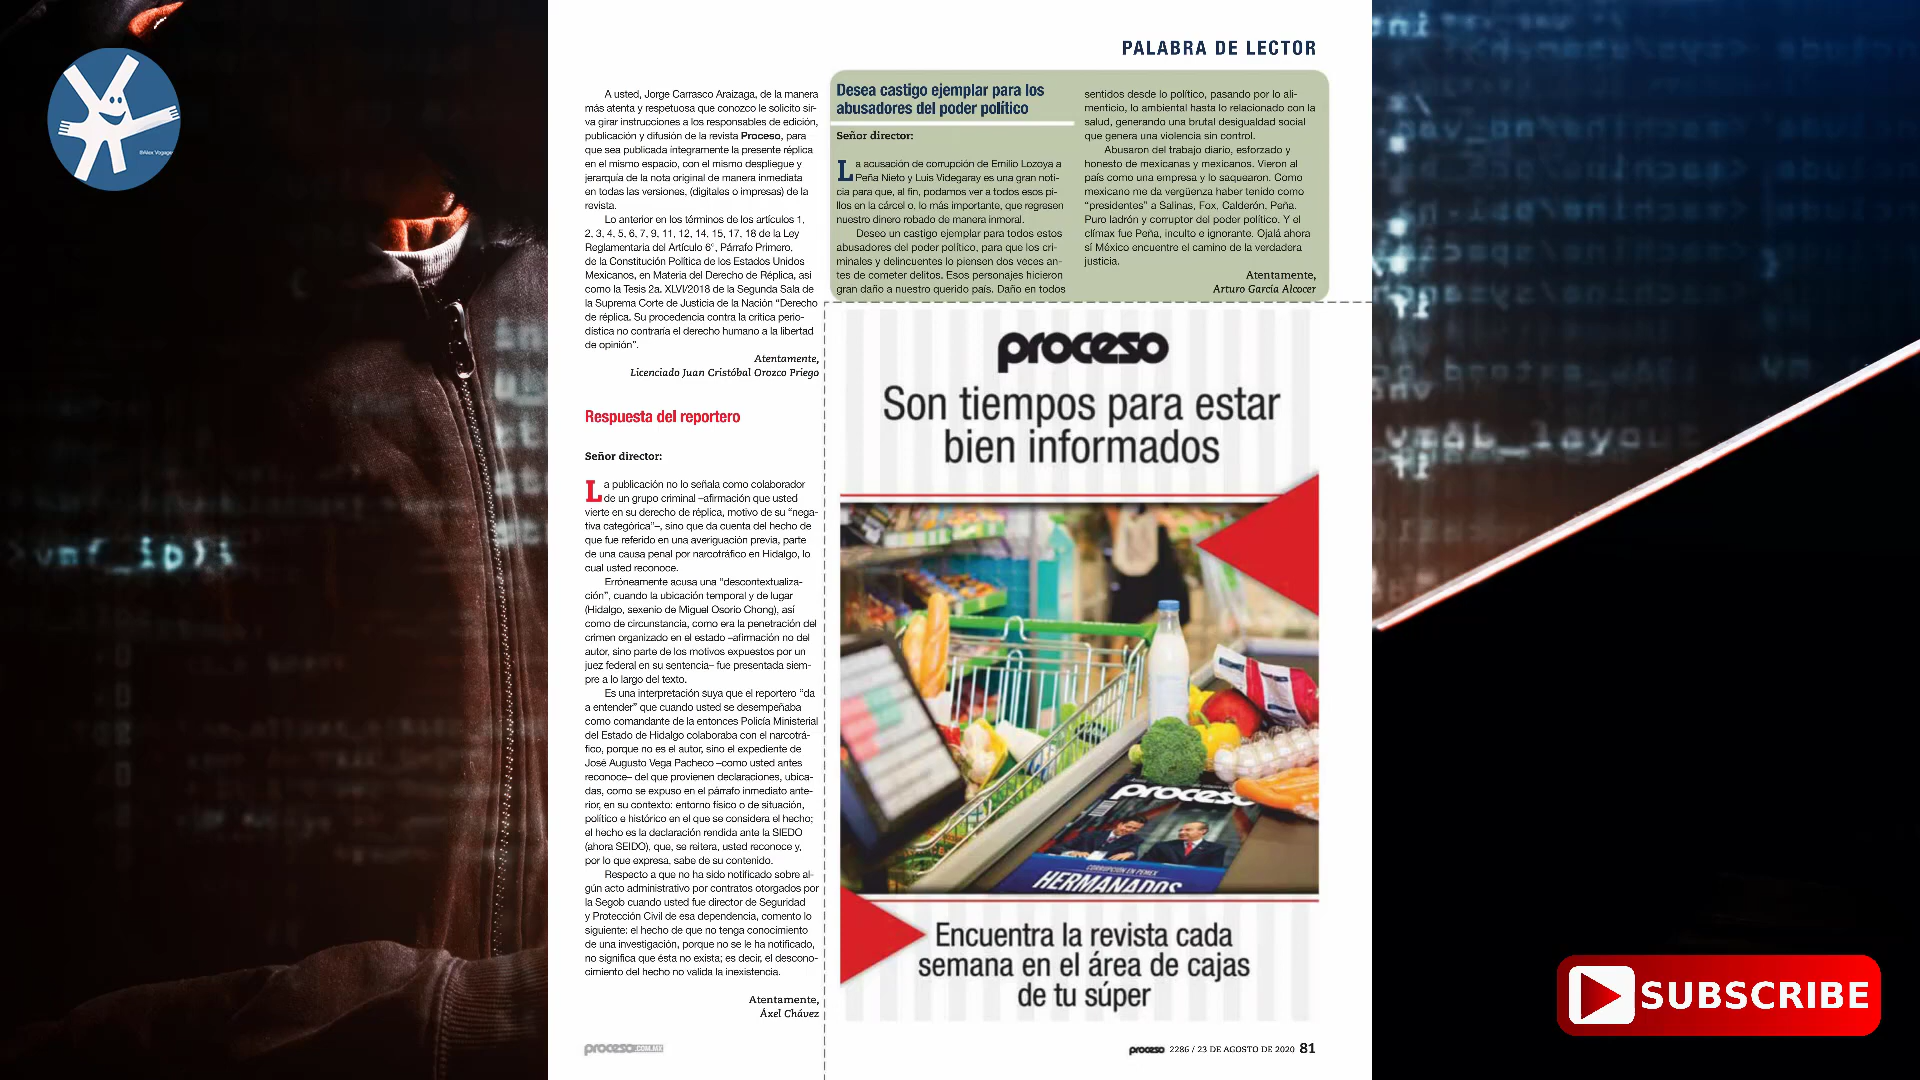 PALABRA DE LECTOR
A usted, Jorge Carrasco Araizaga, de la manera
más atenta y respetuosa que conozco le solicito sir-
va girar instrucciones a los responsables de edición,
publicación y difusión de la revista Proceso, para
que sea publicada íntegramente la presente réplica
en el mismo espacio, con el mismo despliegue y
jerarquía de la nota original de manera inmediata
en todas las versiones, (digitales o impresas) de la
revista.
Lo anterior en los términos de los artículos 1,
2, 3, 4, 5, 6, 7, 9, 11, 12, 14, 15, 17, 18 de la Ley
Reglamentaria del Artículo 6°, Párrafo Primero,
de la Constitución Política de los Estados Unidos
Mexicanos, en Materia del Derecho de Réplica, así
como la Tesis 2a. XLVI/2018 de la Segunda Sala de
la Suprema Corte de Justicia de la Nación "Derecho
de réplica. Su procedencia contra la crítica perio-
dística no contraría el derecho humano a la libertad
de opinión".
Atentamente,
Licenciado Juan Cristóbal Orozco Priego
Respuesta del reportero
Señor director:
La publicación no lo señala como colaborador
de un grupo criminal –afirmación que usted
vierte en su derecho de réplica, motivo de su "nega-
tiva categórica"–, sino que da cuenta del hecho de
que fue referido en una averiguación previa, parte
de una causa penal por narcotráfico en Hidalgo, lo
cual usted reconoce.
Erróneamente acusa una "descontextualiza-
ción", cuando la ubicación temporal y de lugar
(Hidalgo, sexenio de Miguel Osorio Chong), así
como de circunstancia, como era la penetración del
crimen organizado en el estado –afirmación no del
autor, sino parte de los motivos expuestos por un
juez federal en su sentencia– fue presentada siem-
pre a lo largo del texto.
Es una interpretación suya que el reportero "da
a entender" que cuando usted se desempeñaba
como comandante de la entonces Policía Ministerial
del Estado de Hidalgo colaboraba con el narcotrá-
fico, porque no es el autor, sino el expediente de
José Augusto Vega Pacheco –como usted antes
reconoce– del que provienen declaraciones, ubica-
das, como se expuso en el párrafo inmediato ante-
rior, en su contexto: entorno físico o de situación,
político e histórico en el que se considera el hecho;
el hecho es la declaración rendida ante la SIEDO
(ahora SEIDO), que, se reitera, usted reconoce y,
por lo que expresa, sabe de su contenido.
Respecto a que no ha sido notificado sobre al-
gún acto administrativo por contratos otorgados por
la Segob cuando usted fue director de Seguridad
y Protección Civil de esa dependencia, comento lo
siguiente: el hecho de que no tenga conocimiento
de una investigación, porque no se le ha notificado,
no significa que ésta no exista; es decir, el descono-
cimiento del hecho no valida la inexistencia.
Atentamente,
Áxel Chávez
Desea castigo ejemplar para los
abusadores del poder político
Señor director:
La acusación de corrupción de Emilio Lozoya a
Peña Nieto y Luis Videgaray es una gran noti-
cia para que, al fin, podamos ver a todos esos pi-
llos en la cárcel o, lo más importante, que regresen
nuestro dinero robado de manera inmoral.
Deseo un castigo ejemplar para todos estos
abusadores del poder político, para que los cri-
minales y delincuentes lo piensen dos veces an-
tes de cometer delitos. Esos personajes hicieron
gran daño a nuestro querido país. Daño en todos
sentidos desde lo político, pasando por lo ali-
menticio, lo ambiental hasta lo relacionado con la
salud, generando una brutal desigualdad social
que genera una violencia sin control.
Abusaron del trabajo diario, esforzado y
honesto de mexicanas y mexicanos. Vieron al
país como una empresa y lo saquearon. Como
mexicano me da vergüenza haber tenido como
"presidentes" a Salinas, Fox, Calderón, Peña.
Puro ladrón y corruptor del poder político. Y el
clímax fue Peña, inculto e ignorante. Ojalá ahora
sí México encuentre el camino de la verdadera
justicia.
Atentamente,
Arturo García Alcocer
proceso
Son tiempos para estar
bien informados
proceso
CORRUPCIÓN EN PEMEX
HERMANADOS
Encuentra la revista cada
semana en el área de cajas
de tu súper
proceso.COM.MX
proceso 2286 / 23 DE AGOSTO DE 2020 81
SUBSCRIBE